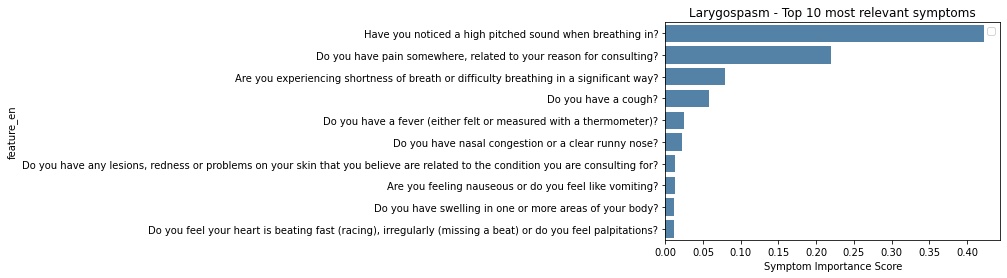 Larygospasm - Top 10 most relevant symptoms
feature_en
Have you noticed a high pitched sound when breathing in?
Do you have pain somewhere, related to your reason for consulting?
Are you experiencing shortness of breath or difficulty breathing in a significant way?
Do you have a cough?
Do you have a fever (either felt or measured with a thermometer)?
Do you have nasal congestion or a clear runny nose?
Do you have any lesions, redness or problems on your skin that you believe are related to the condition you are consulting for?
Are you feeling nauseous or do you feel like vomiting?
Do you have swelling in one or more areas of your body?
Do you feel your heart is beating fast (racing), irregularly (missing a beat) or do you feel palpitations?
0.00 0.05 0.10 0.15 0.20 0.25 0.30 0.35 0.40
Symptom Importance Score